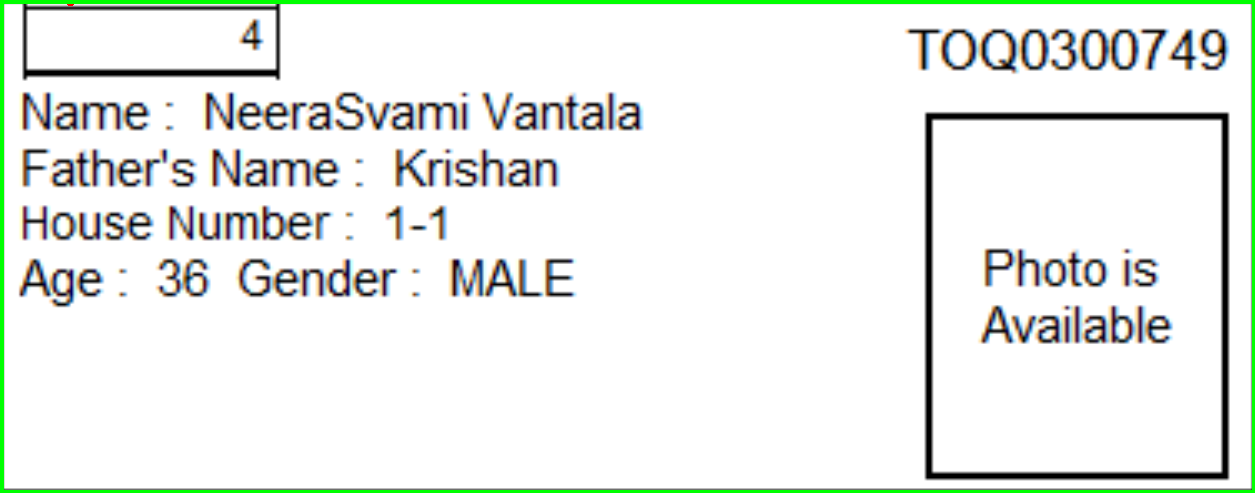 4
TOQ0300749
Name : NeeraSvami Vantala
Father's Name : Krishan
House Number : 1-1
Age : 36 Gender : MALE
Photo is
Available